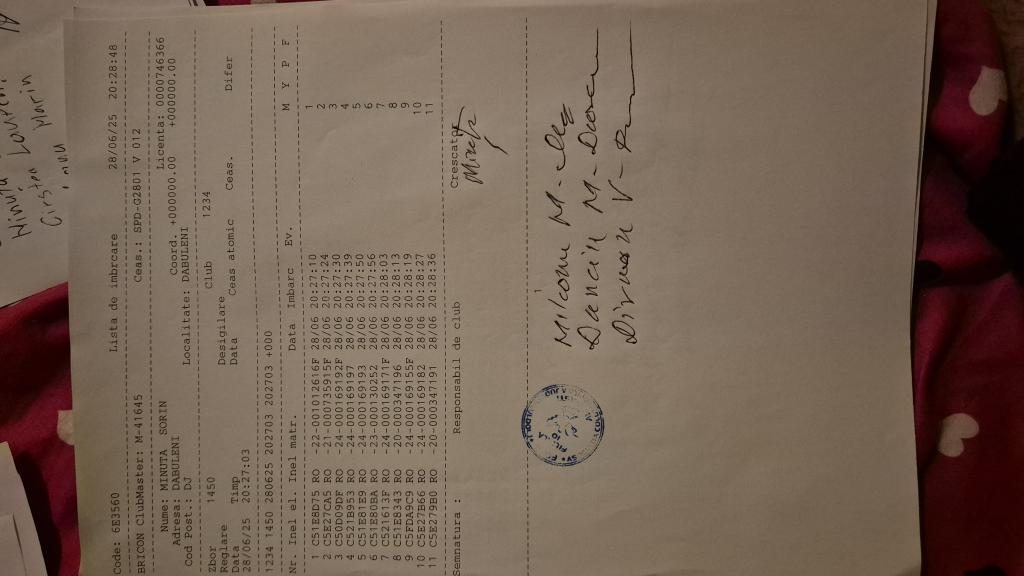 Minuta Laurent
Cirstea Marin
Code: 6E3560 Lista de imbrcare 28/06/25 20:28:48
BRICON ClubMaster: M-41645 Ceas.: SPD-G2801 V 012
Nume: MINUTA SORIN Licenta: 0000746366
Adresa: DABULENI Coord. +000000.00 +000000.00
Cod Post.: DJ Localitate: DABULENI
Zbor 1450 Club 1234
Reglare Desigilare
Data Timp Data Ceas atomic Ceas. Difer
28/06/25 20:27:03
1234 1450 280625 202703 202703 +000
Nr. Inel el. Inel matr. Data Imbarc Ev. M Y P F
1 C51E8D75 RO -22-001012616F 28/06 20:27:10 1
2 C5E27CA5 RO -21-000735915F 28/06 20:27:24 2
3 C50D09DF RO -24-000169192F 28/06 20:27:30 3
4 C521B953 RO -24-000169197 28/06 20:27:39 4
5 C51E81E9 RO -24-000169193 28/06 20:27:50 5
6 C51E80BA RO -23-000130252 28/06 20:27:56 6
7 C521613F RO -24-000169171F 28/06 20:28:03 7
8 C51E8343 RO -20-000347196 28/06 20:28:13 8
9 C5FDA9C9 RO -24-000169155F 28/06 20:28:19 9
10 C5E27B66 RO -24-000169182 28/06 20:28:27 10
11 C5E279B0 RO -20-000347191 28/06 20:28:36 11
Semnatura : Responsabil de club Crescator
Milcomu M.
Damcin M.
V.